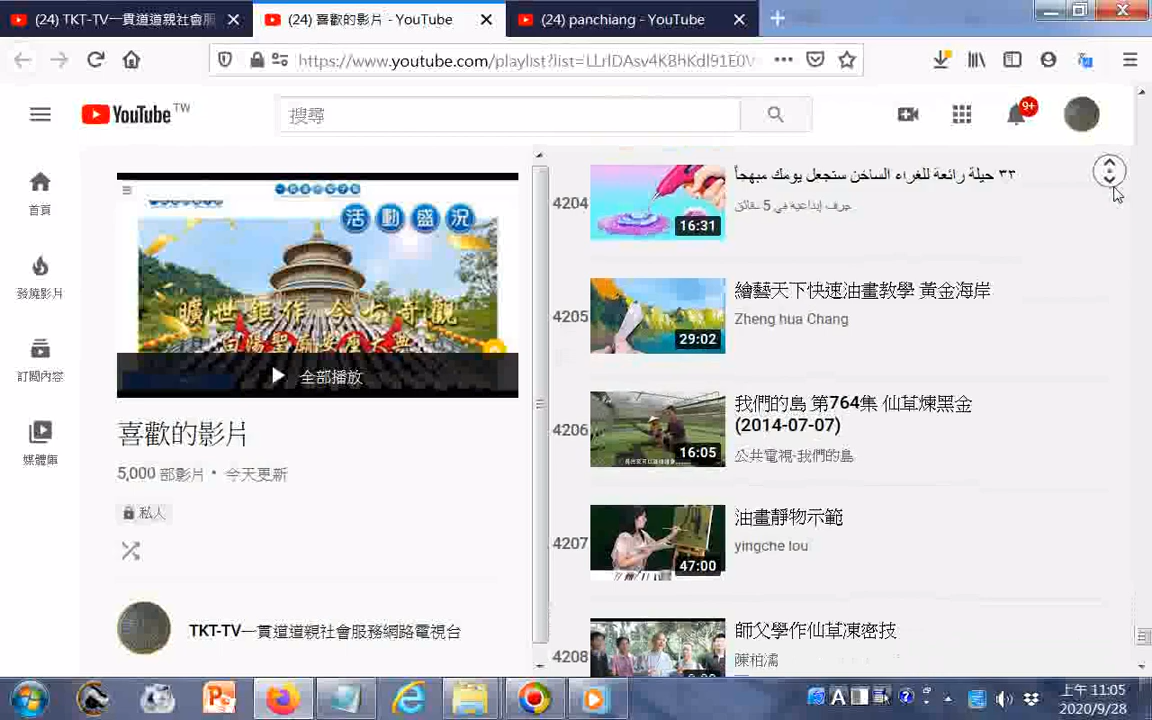 (24) TKT-TV一貫道道親社會服
(24) 喜歡的影片 - YouTube
(24) panchiang - YouTube
https://www.youtube.com/playlist?list=LLrIDAsv4KBhKdl91E0V
YouTube TW
搜尋
9+
首頁
發燒影片
訂閱內容
媒體庫
活動盛況
曠世鉅作 今古奇觀
全部播放
喜歡的影片
5,000 部影片 • 今天更新
私人
TKT-TV一貫道道親社會服務網路電視台
4204
16:31
٣٣ حيلة رائعة للغراء الساخن ستجعل يومك مبهجاً
حِرف إبداعية في 5 دقائق
4205
29:02
繪藝天下快速油畫教學 黃金海岸
Zheng hua Chang
4206
16:05
我們的島 第764集 仙草煉黑金
(2014-07-07)
公共電視-我們的島
4207
47:00
油畫靜物示範
yingche lou
4208
師父學作仙草凍密技
陳柏濤
A
上午 11:05
2020/9/28